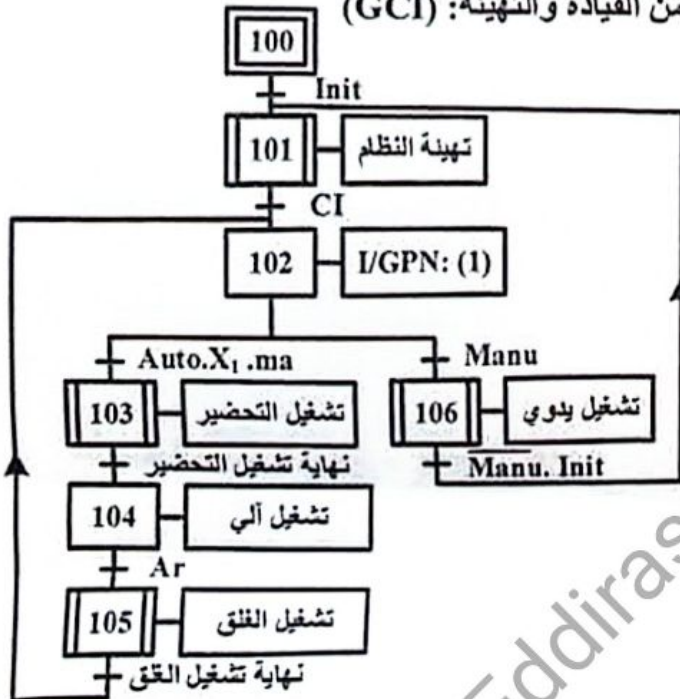 من القيادة والتهيئة: (GCI)
100
Init
101
تهيئة النظام
CI
102
I/GPN: (1)
Auto.X₁.ma
Manu
103
تشغيل التحضير
106
تشغيل يدوي
نهاية تشغيل التحضير
M̅a̅n̅u̅. Init
104
تشغيل آلي
Ar
105
تشغيل الغلق
نهاية تشغيل الغلق
Eddiras